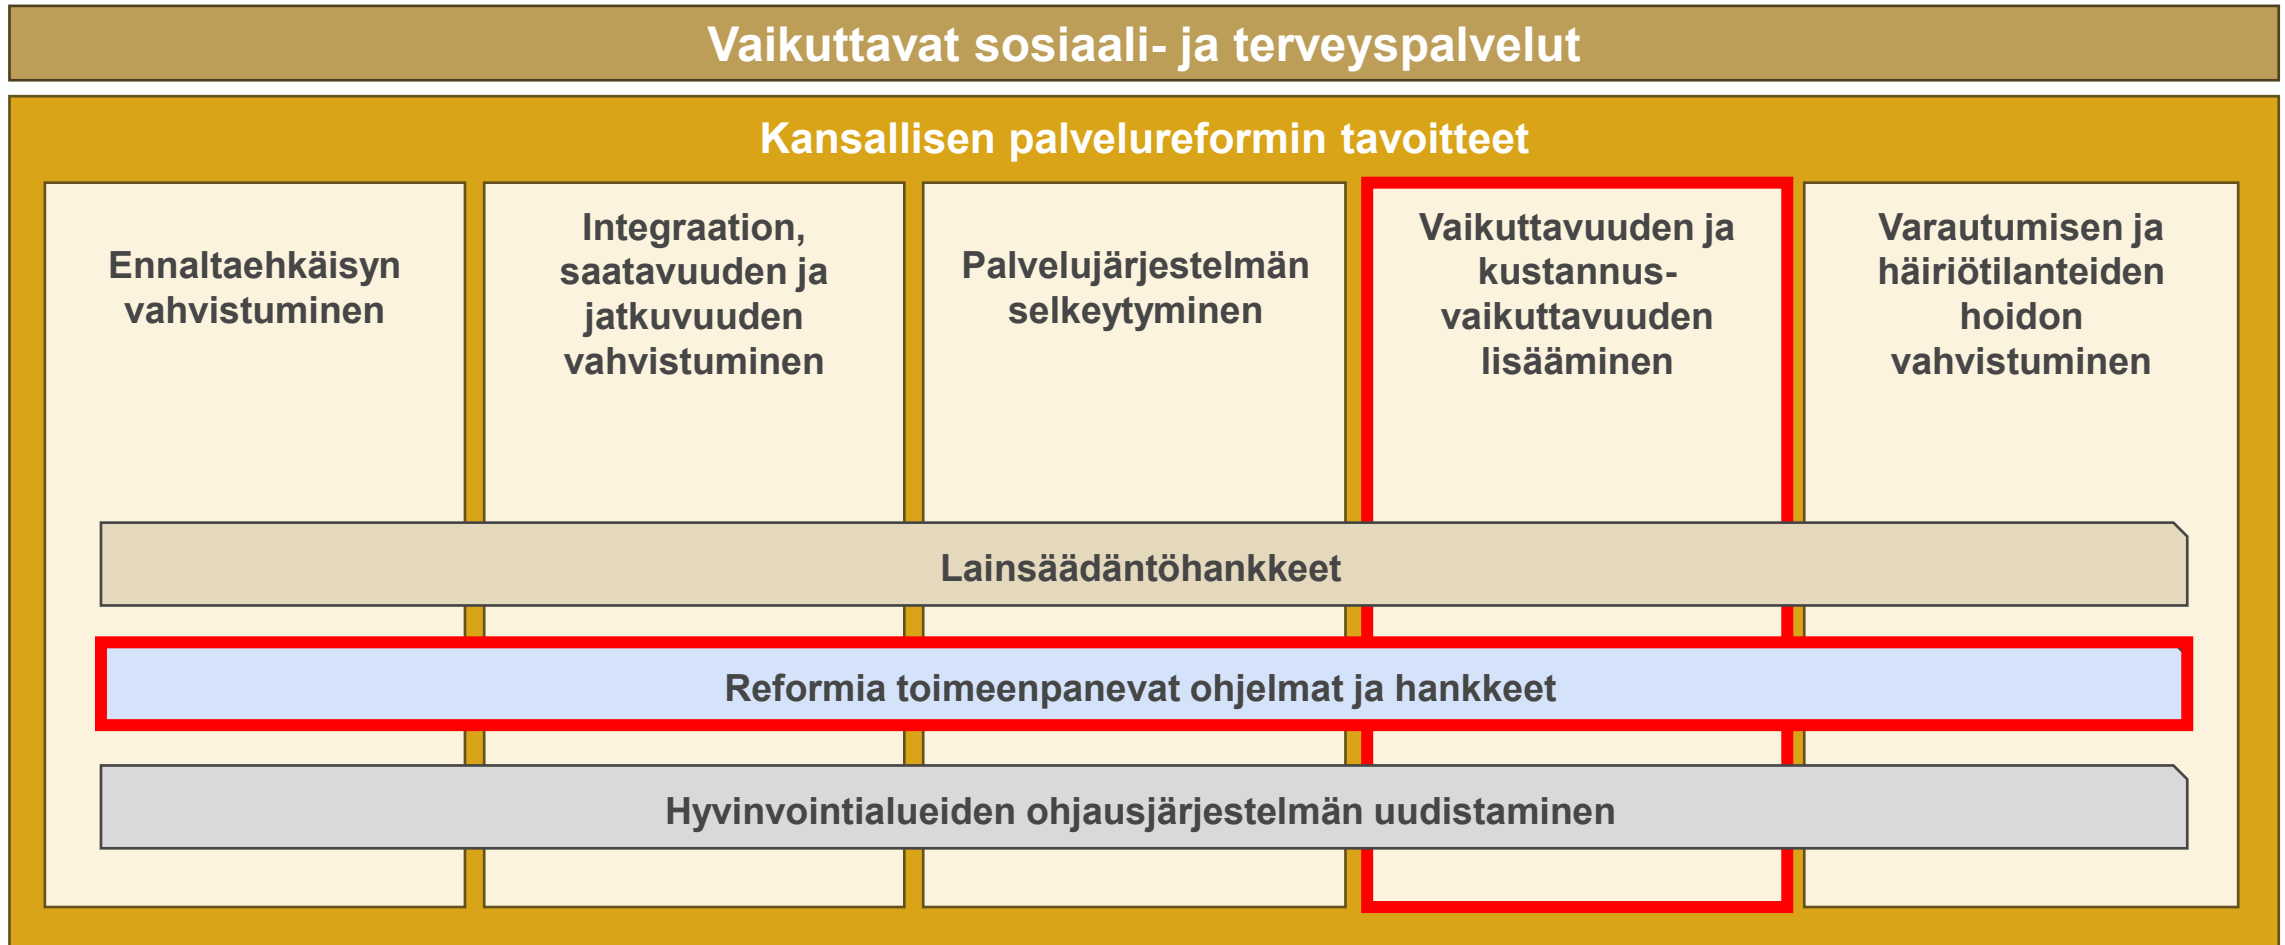 Vaikuttavat sosiaali- ja terveyspalvelut
Kansallisen palvelureformin tavoitteet
Ennaltaehkäisyn
vahvistuminen
Integraation,
saatavuuden ja
jatkuvuuden
vahvistuminen
Palvelujärjestelmän
selkeytyminen
Vaikuttavuuden ja
kustannus-
vaikuttavuuden
lisääminen
Varautumisen ja
häiriötilanteiden
hoidon
vahvistuminen
Lainsäädäntöhankkeet
Reformia toimeenpanevat ohjelmat ja hankkeet
Hyvinvointialueiden ohjausjärjestelmän uudistaminen